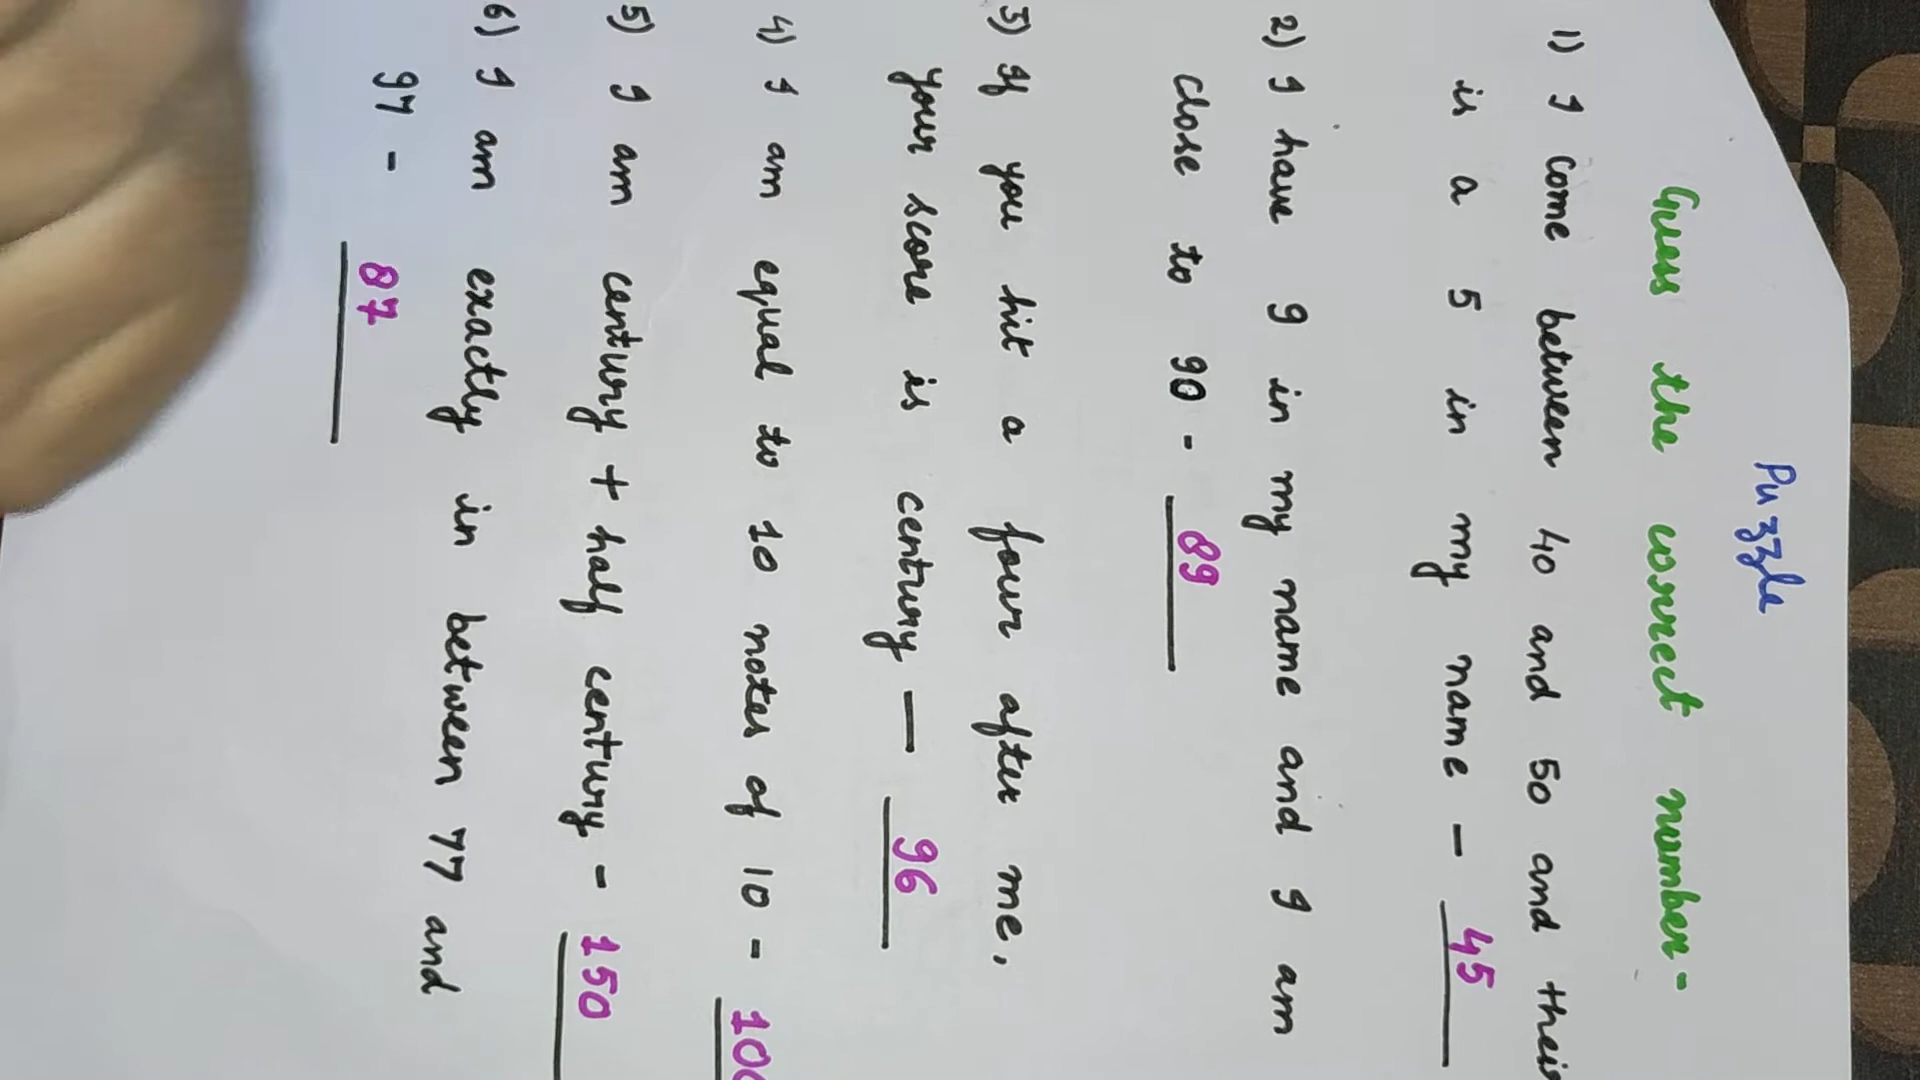 Puzzle
Guess the correct number-
1) I come between 40 and 50 and their
is a 5 in my name - 45
2) I have 9 in my name and I am
close to 90 - 89
3) If you hit a four after me,
your score is century - 96
4) I am equal to 10 notes of 10 - 100
5) I am century + half century - 150
6) I am exactly in between 77 and
97 - 87